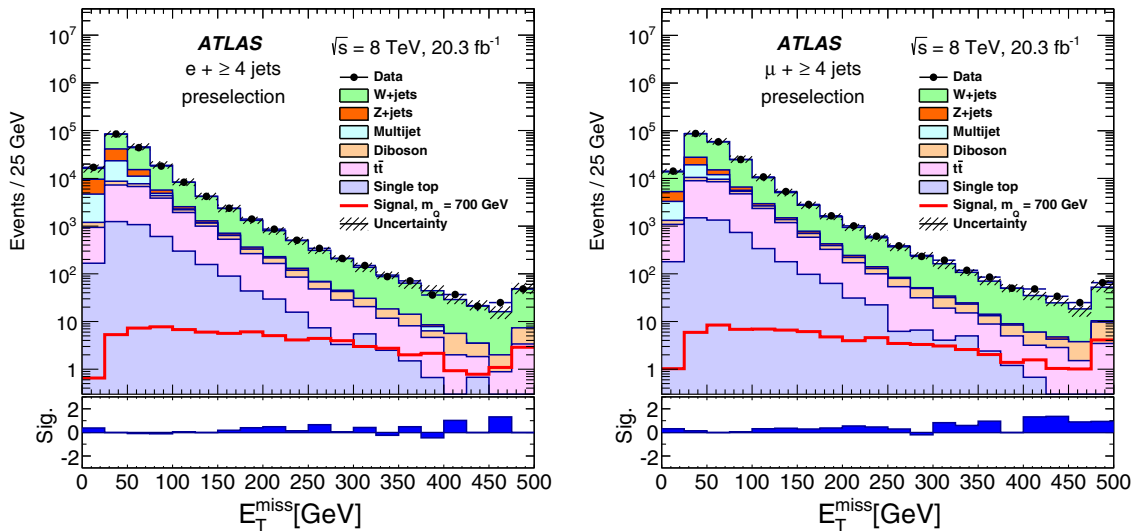 ATLAS
√s = 8 TeV, 20.3 fb⁻¹
e + ≥ 4 jets
preselection
Data
W+jets
Z+jets
Multijet
Diboson
tt̄
Single top
Signal, m_Q = 700 GeV
Uncertainty
Events / 25 GeV
10⁷
10⁶
10⁵
10⁴
10³
10²
10
1
Sig.
2
0
-2
0 50 100 150 200 250 300 350 400 450 500
E_T^miss[GeV]
ATLAS
√s = 8 TeV, 20.3 fb⁻¹
μ + ≥ 4 jets
preselection
Data
W+jets
Z+jets
Multijet
Diboson
tt̄
Single top
Signal, m_Q = 700 GeV
Uncertainty
Events / 25 GeV
10⁷
10⁶
10⁵
10⁴
10³
10²
10
1
Sig.
2
0
-2
0 50 100 150 200 250 300 350 400 450 500
E_T^miss[GeV]